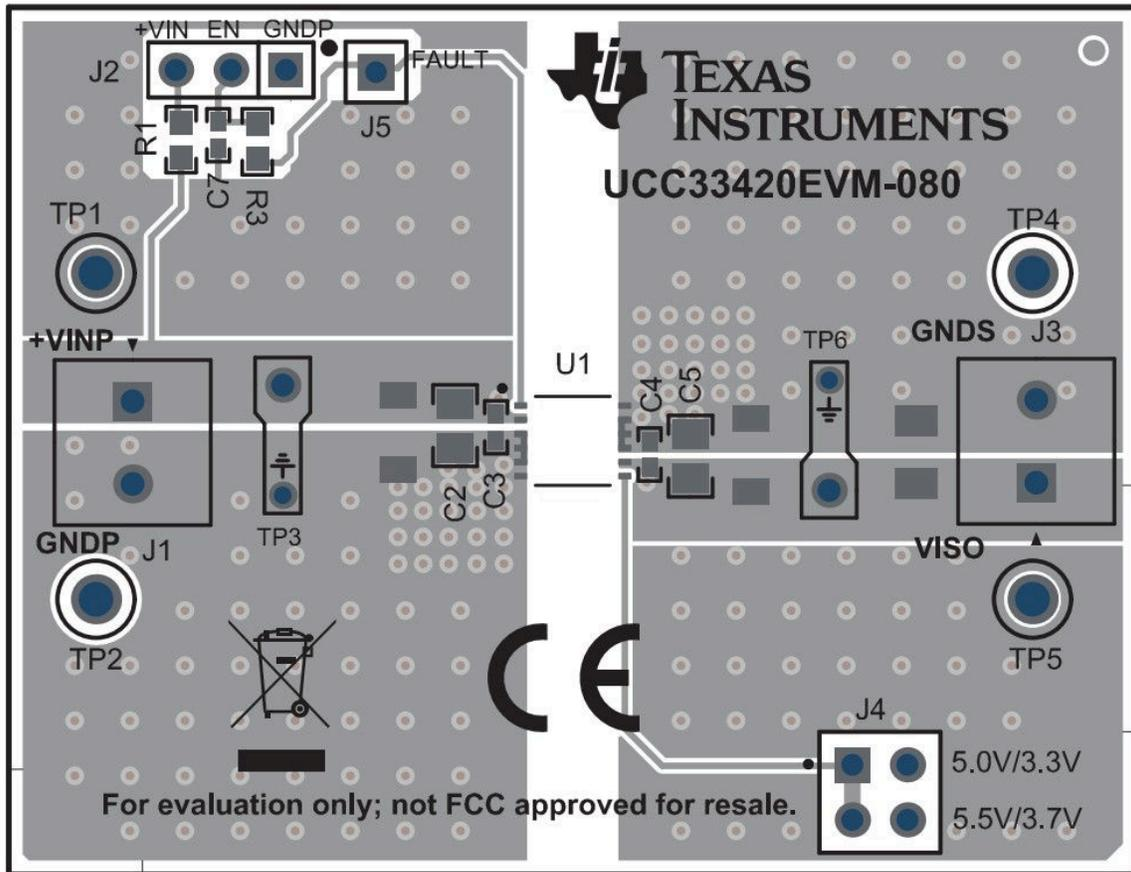 +VIN EN GNDP
J2
FAULT
J5
R1
C7
R3
TEXAS
INSTRUMENTS
UCC33420EVM-080
TP1
TP4
+VINP
GNDS
J3
TP6
U1
C4
C5
C2
C3
TP3
GNDP
J1
VISO
TP2
TP5
CE
J4
5.0V/3.3V
5.5V/3.7V
For evaluation only; not FCC approved for resale.